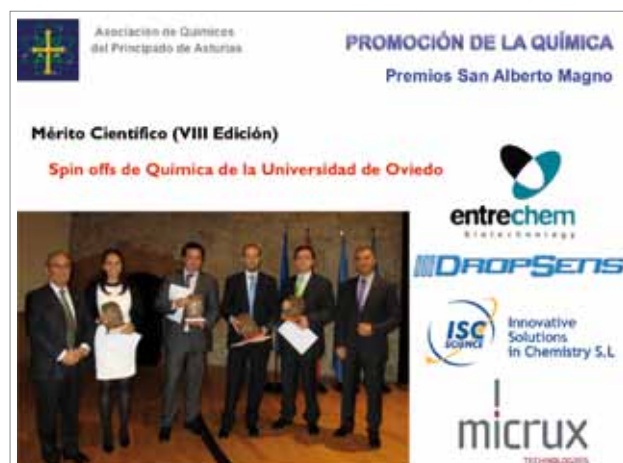 Asociación de Químicos
del Principado de Asturias
PROMOCIÓN DE LA QUÍMICA
Premios San Alberto Magno
Mérito Científico (VIII Edición)
Spin offs de Química de la Universidad de Oviedo
entrechem
biotechnology
DROPSENS
ISC
SCIENCE
Innovative
Solutions
in Chemistry S.L
micrux
TECHNOLOGIES